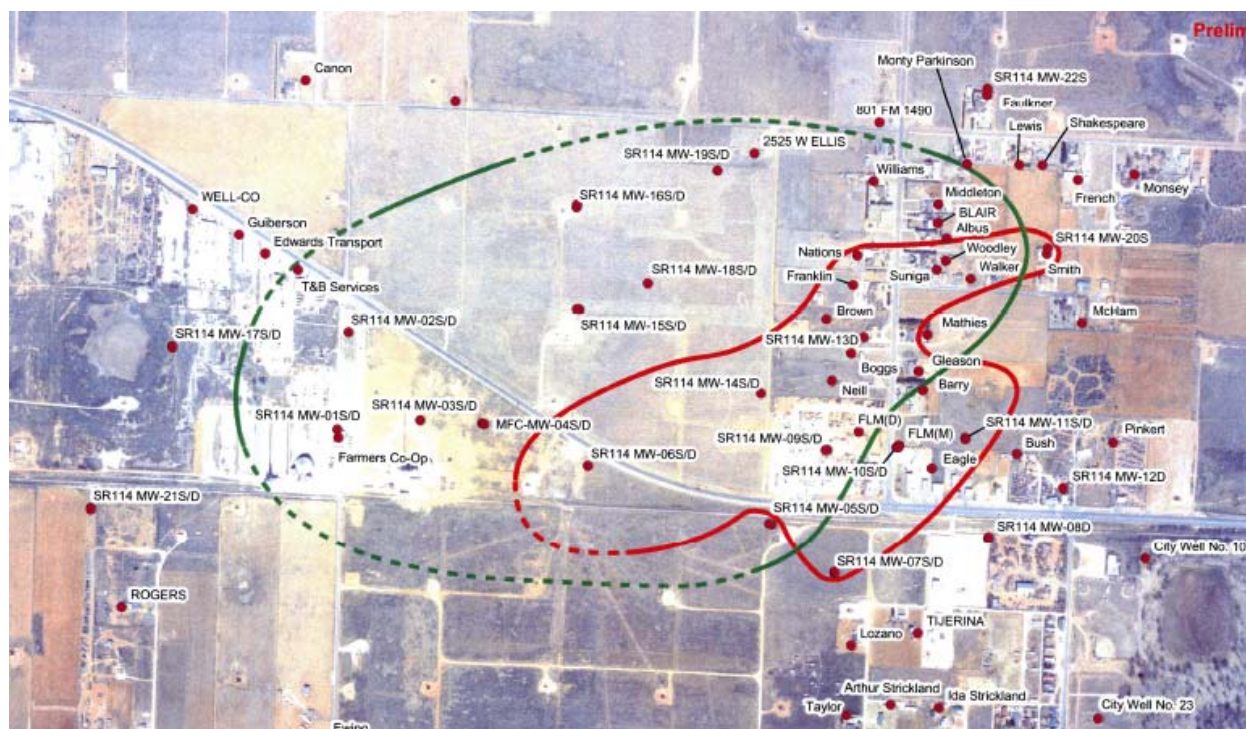 Prelim
Canon
Monty Parkinson
SR114 MW-22S
Faulkner
801 FM 1490
Lewis
Shakespeare
2525 W ELLIS
SR114 MW-19S/D
Williams
French
Monsey
WELL-CO
SR114 MW-16S/D
Middleton
BLAIR
Albus
Guiberson
Edwards Transport
Nations
Woodley
SR114 MW-20S
Smith
T&B Services
SR114 MW-18S/D
Franklin
Suniga
Walker
Brown
McHam
SR114 MW-17S/D
SR114 MW-02S/D
SR114 MW-15S/D
SR114 MW-13D
Mathies
Boggs
Gleason
SR114 MW-14S/D
Neill
Barry
SR114 MW-01S/D
SR114 MW-03S/D
MFC-MW-04S/D
FLM(D)
FLM(M)
SR114 MW-11S/D
Pinkert
Farmers Co-Op
SR114 MW-06S/D
SR114 MW-09S/D
SR114 MW-10S/D
Eagle
Bush
SR114 MW-12D
SR114 MW-21S/D
SR114 MW-05S/D
SR114 MW-08D
City Well No. 10
SR114 MW-07S/D
ROGERS
Lozano
TIJERINA
Arthur Strickland
Ida Strickland
Taylor
City Well No. 23
Ewing